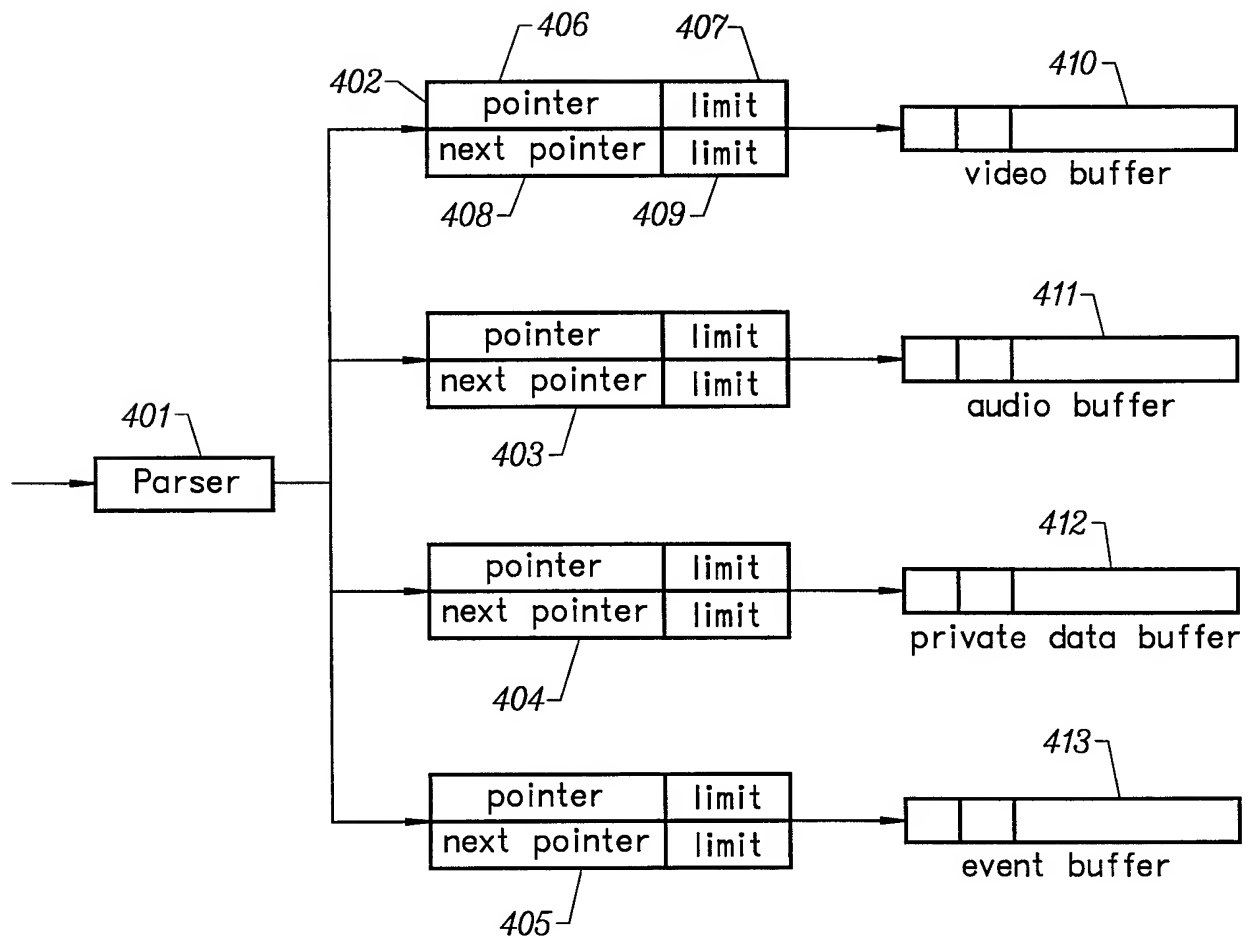 406
407
410
402
pointer
limit
next pointer
limit
video buffer
408
409
411
pointer
limit
next pointer
limit
audio buffer
401
403
Parser
412
pointer
limit
next pointer
limit
private data buffer
404
413
pointer
limit
next pointer
limit
event buffer
405